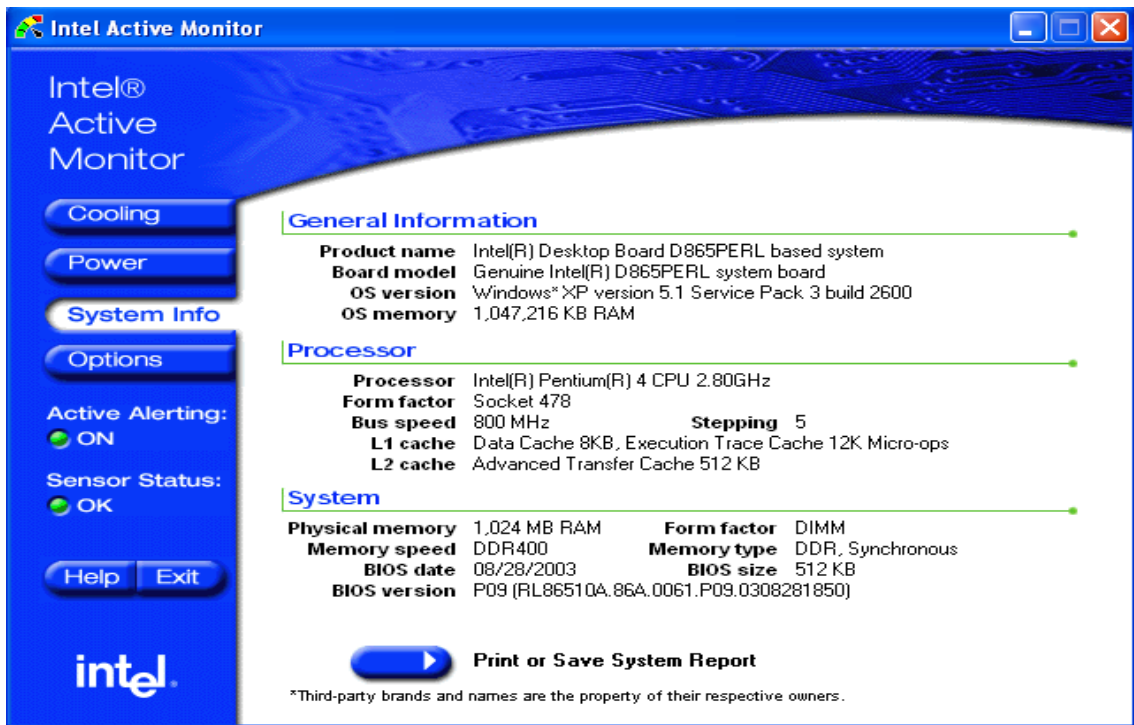 Intel Active Monitor
Intel®
Active
Monitor
Cooling
Power
System Info
Options
Active Alerting:
ON
Sensor Status:
OK
Help Exit
intel.
General Information
Product name Intel(R) Desktop Board D865PERL based system
Board model Genuine Intel(R) D865PERL system board
OS version Windows* XP version 5.1 Service Pack 3 build 2600
OS memory 1,047,216 KB RAM
Processor
Processor Intel(R) Pentium(R) 4 CPU 2.80GHz
Form factor Socket 478
Bus speed 800 MHz Stepping 5
L1 cache Data Cache 8KB, Execution Trace Cache 12K Micro-ops
L2 cache Advanced Transfer Cache 512 KB
System
Physical memory 1,024 MB RAM Form factor DIMM
Memory speed DDR400 Memory type DDR, Synchronous
BIOS date 08/28/2003 BIOS size 512 KB
BIOS version P09 (RL86510A.86A.0061.P09.0308281850)
Print or Save System Report
*Third-party brands and names are the property of their respective owners.